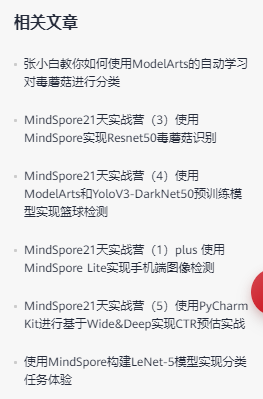 相关文章
张小白教你如何使用ModelArts的自动学习
对毒蘑菇进行分类
MindSpore21天实战营（3）使用
MindSpore实现Resnet50毒蘑菇识别
MindSpore21天实战营（4）使用
ModelArts和YoloV3-DarkNet50预训练模
型实现篮球检测
MindSpore21天实战营（1）plus 使用
MindSpore Lite实现手机端图像检测
MindSpore21天实战营（5）使用PyCharm
Kit进行基于Wide&Deep实现CTR预估实战
使用MindSpore构建LeNet-5模型实现分类
任务体验